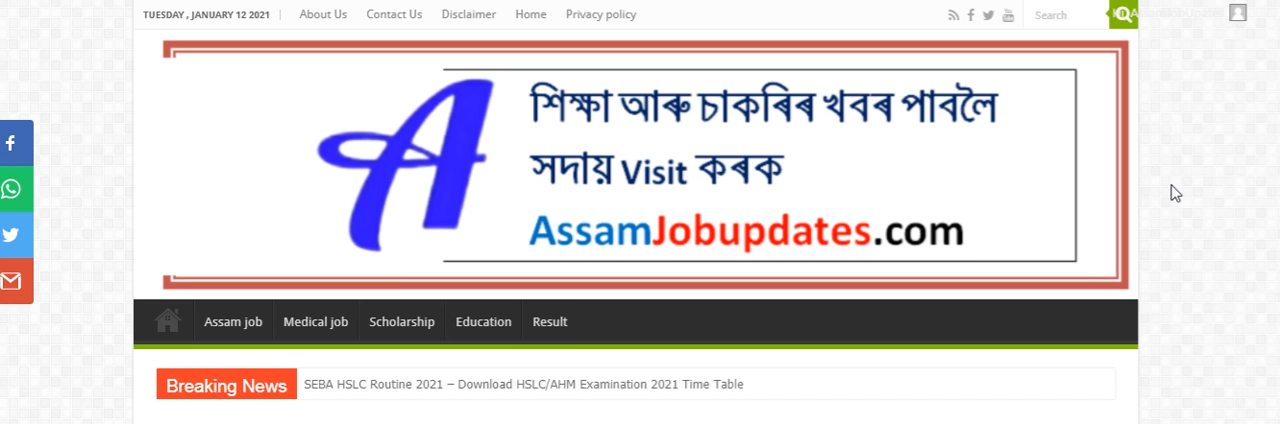 TUESDAY , JANUARY 12 2021 About Us Contact Us Disclaimer Home Privacy policy Search
শিক্ষা আৰু চাকৰিৰ খবৰ পাবলৈ
সদায় Visit কৰক
AssamJobupdates.com
Assam job Medical job Scholarship Education Result
Breaking News SEBA HSLC Routine 2021 – Download HSLC/AHM Examination 2021 Time Table